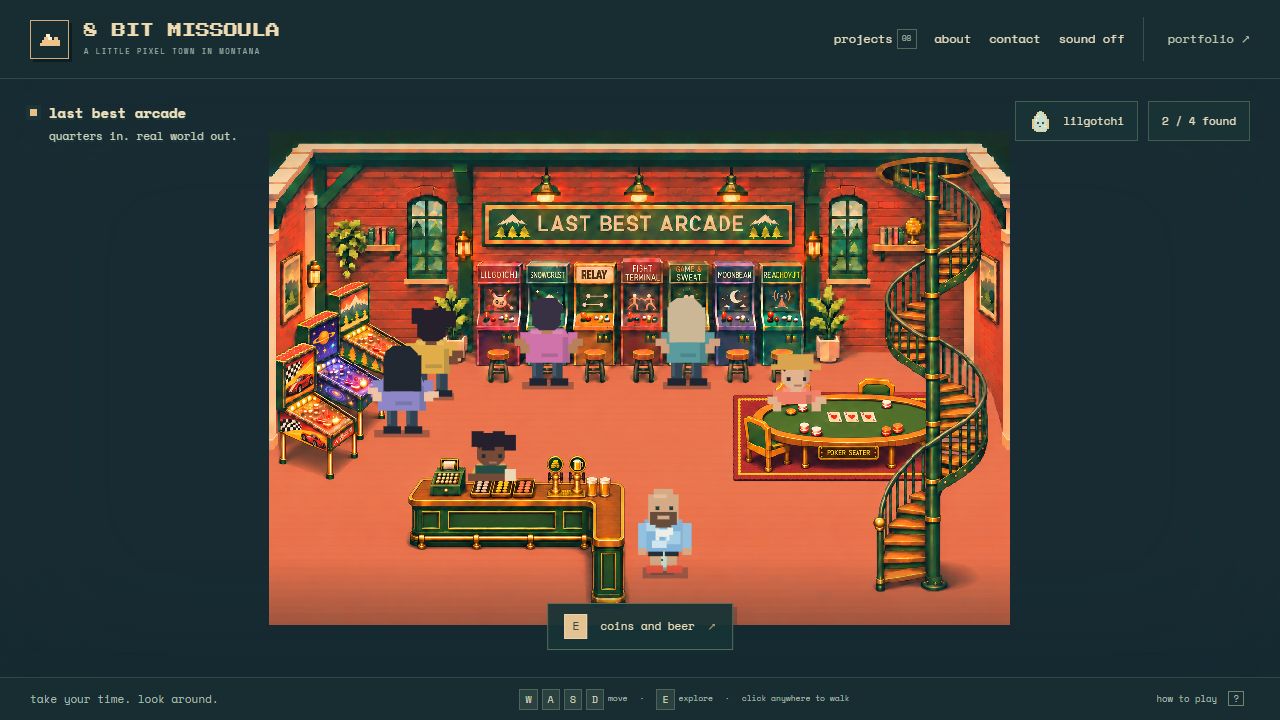 & BIT MISSOULA
A LITTLE PIXEL TOWN IN MONTANA
projects 08 about contact sound off portfolio ↗
last best arcade
quarters in. real world out.
lilgotchi
2 / 4 found
LAST BEST ARCADE
LILGOTCHI
SNOWCRUST
RELAY
FIGHT TERMINAL
GAME & SWEAT
MOONBEAM
POKER SEATER
E coins and beer ↗
take your time. look around.
W A S D move · E explore · click anywhere to walk
how to play ?